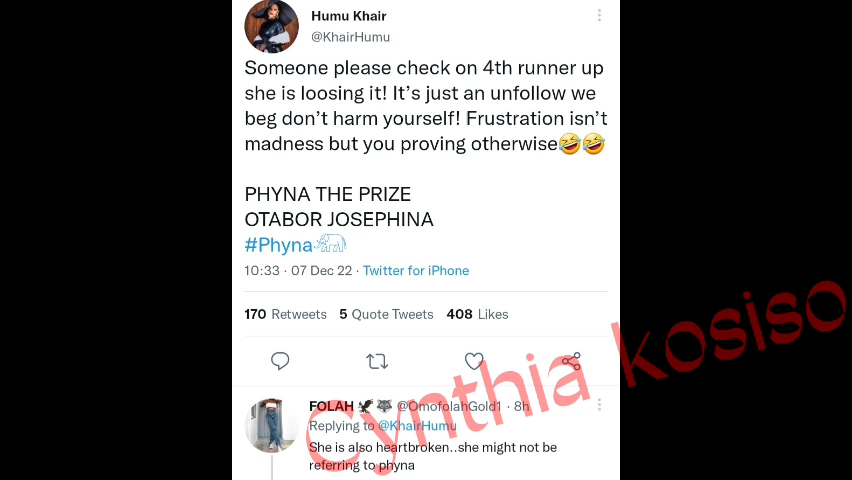 Humu Khair
@KhairHumu
Someone please check on 4th runner up
she is loosing it! It's just an unfollow we
beg don't harm yourself! Frustration isn't
madness but you proving otherwise🤣🤣
PHYNA THE PRIZE
OTABOR JOSEPHINA
#Phyna🐘
10:33 · 07 Dec 22 · Twitter for iPhone
170 Retweets 5 Quote Tweets 408 Likes
FOLAH 🦅 🐺 @OmofolahGold1 · 8h
Replying to @KhairHumu
She is also heartbroken..she might not be
referring to phyna
Cynthia kosiso